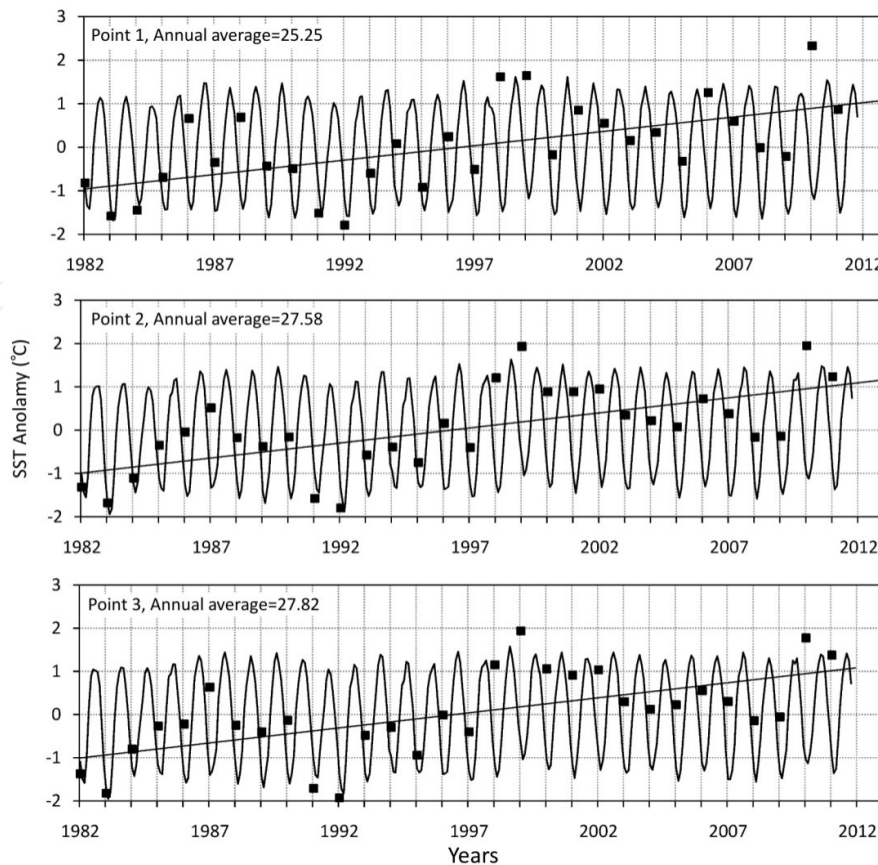 3
Point 1, Annual average=25.25
2
1
0
-1
-2
1982 1987 1992 1997 2002 2007 2012
3
Point 2, Annual average=27.58
2
1
0
-1
-2
1982 1987 1992 1997 2002 2007 2012
SST Anolamy (°C)
3
Point 3, Annual average=27.82
2
1
0
-1
-2
1982 1987 1992 1997 2002 2007 2012
Years